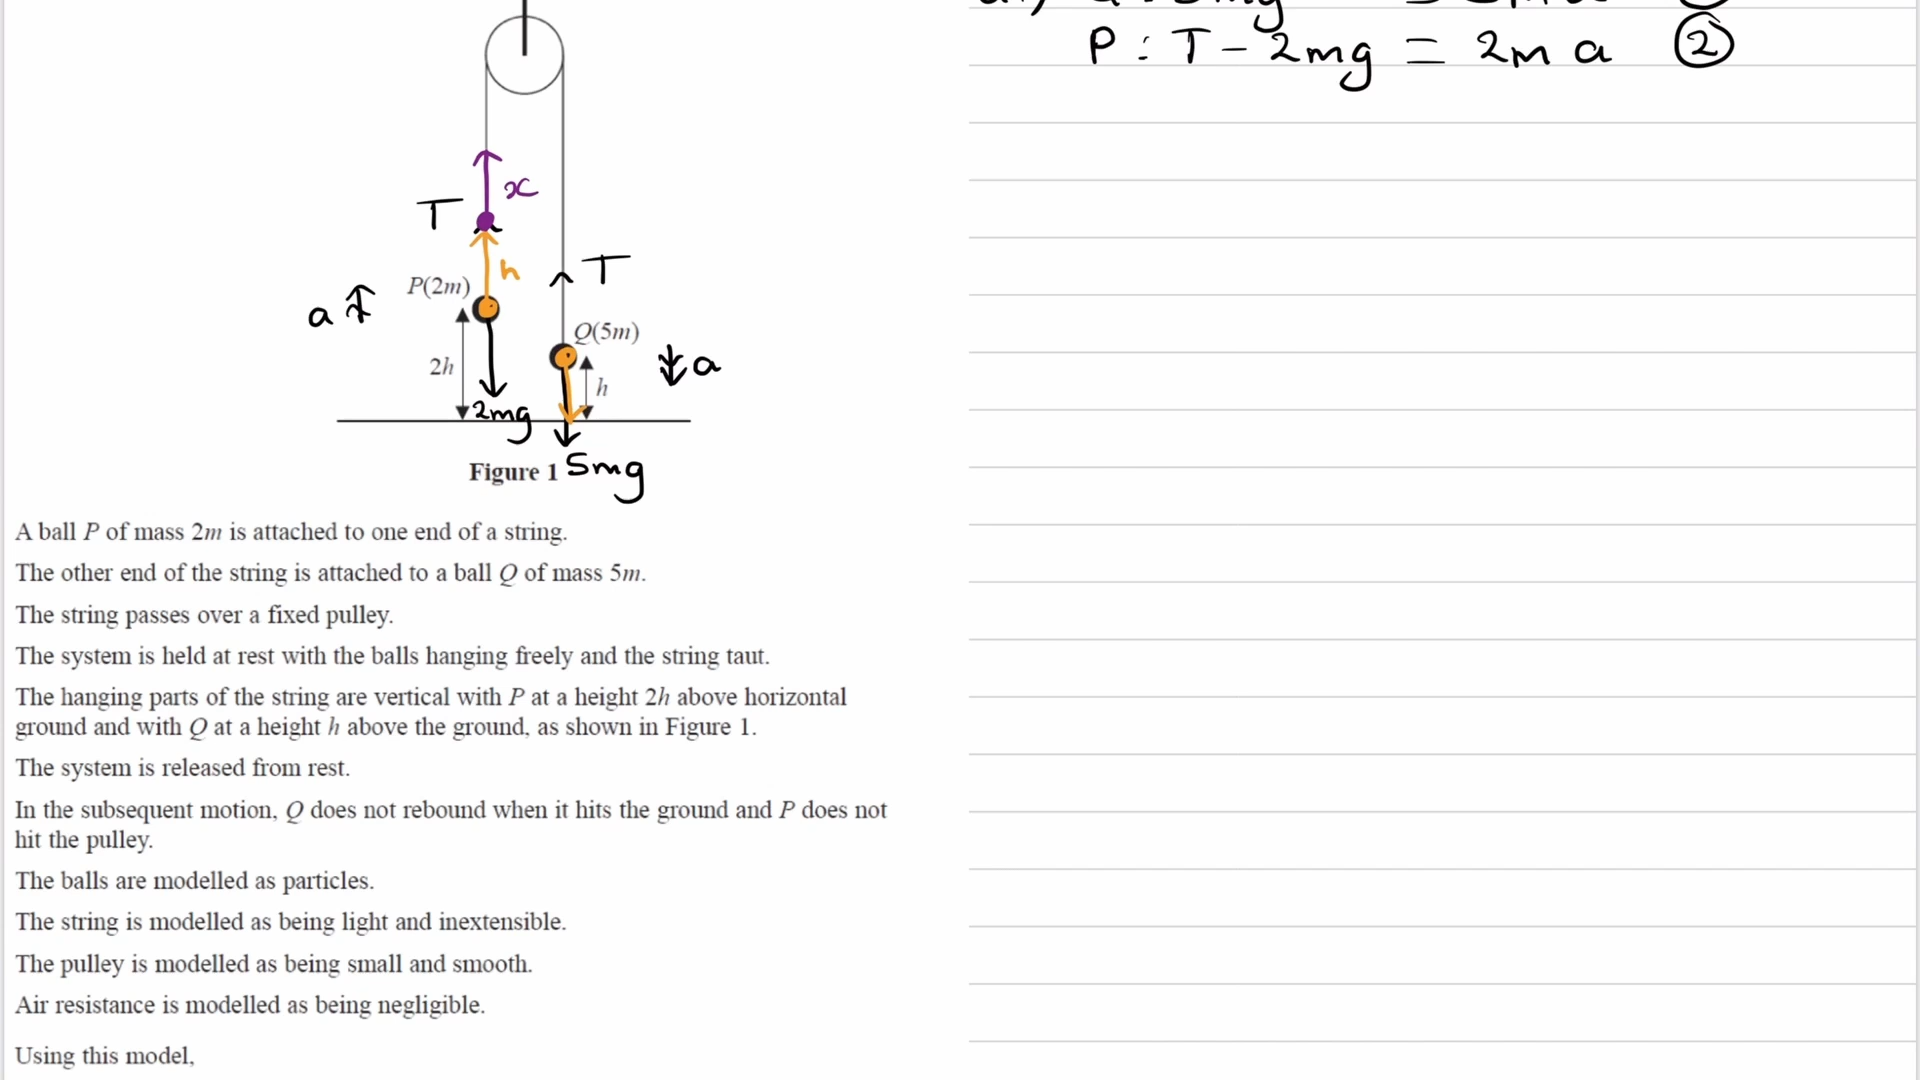 P : T - 2mg = 2m a ②
x
T
T
h
P(2m)
a
Q(5m)
2h
a
h
2mg
Figure 1 5mg
A ball P of mass 2m is attached to one end of a string.
The other end of the string is attached to a ball Q of mass 5m.
The string passes over a fixed pulley.
The system is held at rest with the balls hanging freely and the string taut.
The hanging parts of the string are vertical with P at a height 2h above horizontal
ground and with Q at a height h above the ground, as shown in Figure 1.
The system is released from rest.
In the subsequent motion, Q does not rebound when it hits the ground and P does not
hit the pulley.
The balls are modelled as particles.
The string is modelled as being light and inextensible.
The pulley is modelled as being small and smooth.
Air resistance is modelled as being negligible.
Using this model,